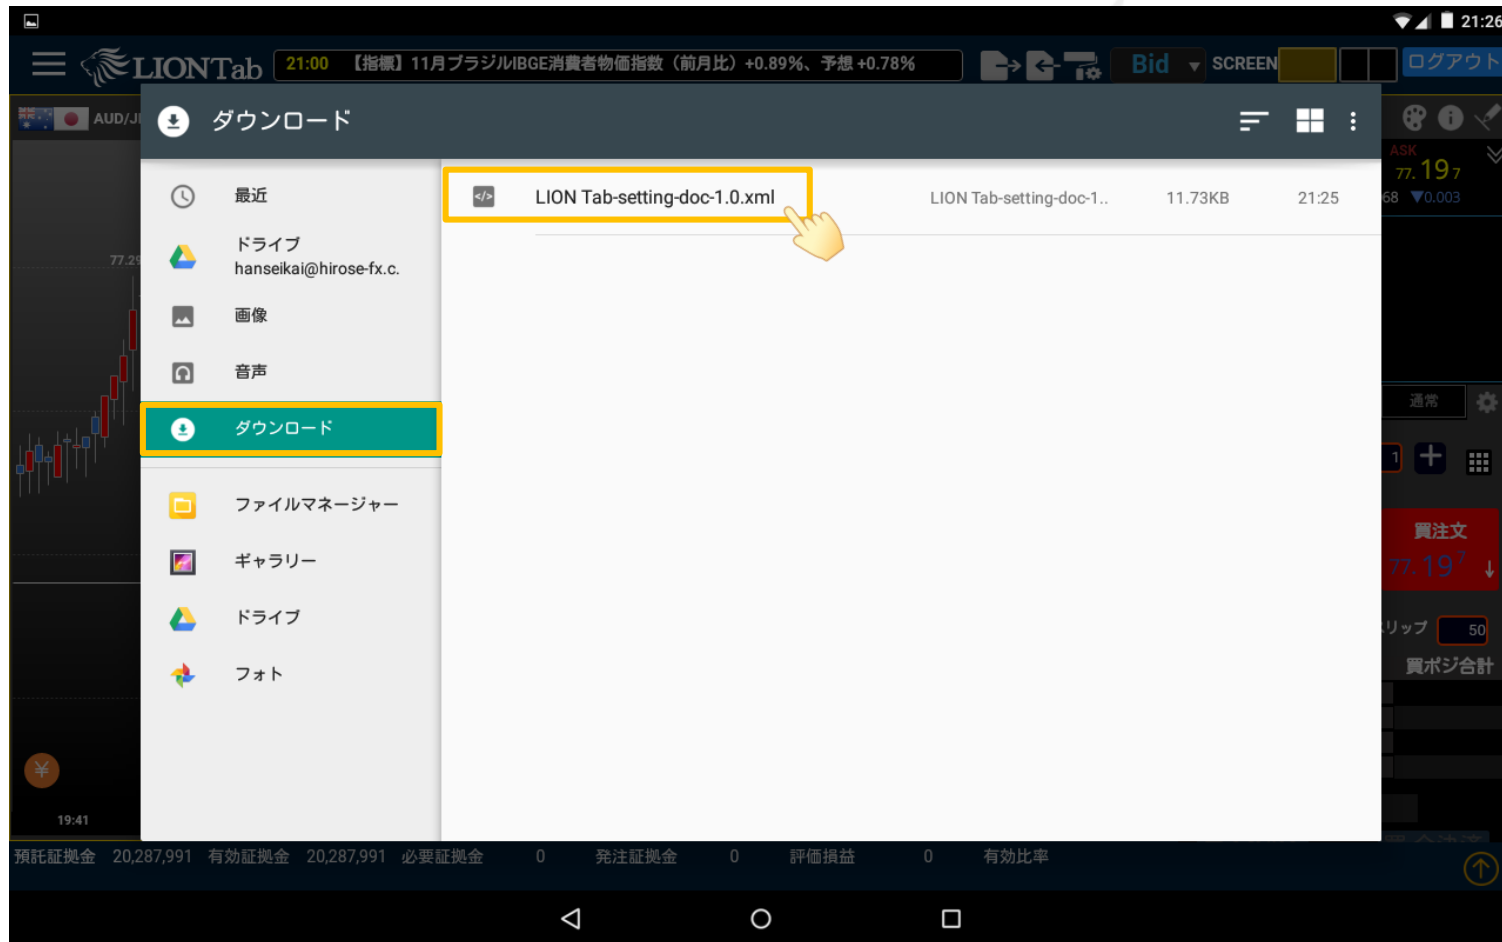 21:26
LIONTab
21:00 【指標】11月ブラジルIBGE消費者物価指数（前月比）+0.89%、予想 +0.78%
Bid
SCREEN
ログアウト
AUD/J
ダウンロード
ASK
77.197
68 ▼0.003
最近
</> LION Tab-setting-doc-1.0.xml LION Tab-setting-doc-1.. 11.73KB 21:25
ドライブ
hanseikai@hirose-fx.c.
77.29
画像
音声
通常
ダウンロード
1
ファイルマネージャー
買注文
77.197
ギャラリー
ドライブ
リップ 50
買ポジ合計
フォト
¥
19:41
預託証拠金 20,287,991 有効証拠金 20,287,991 必要証拠金 0 発注証拠金 0 評価損益 0 有効比率